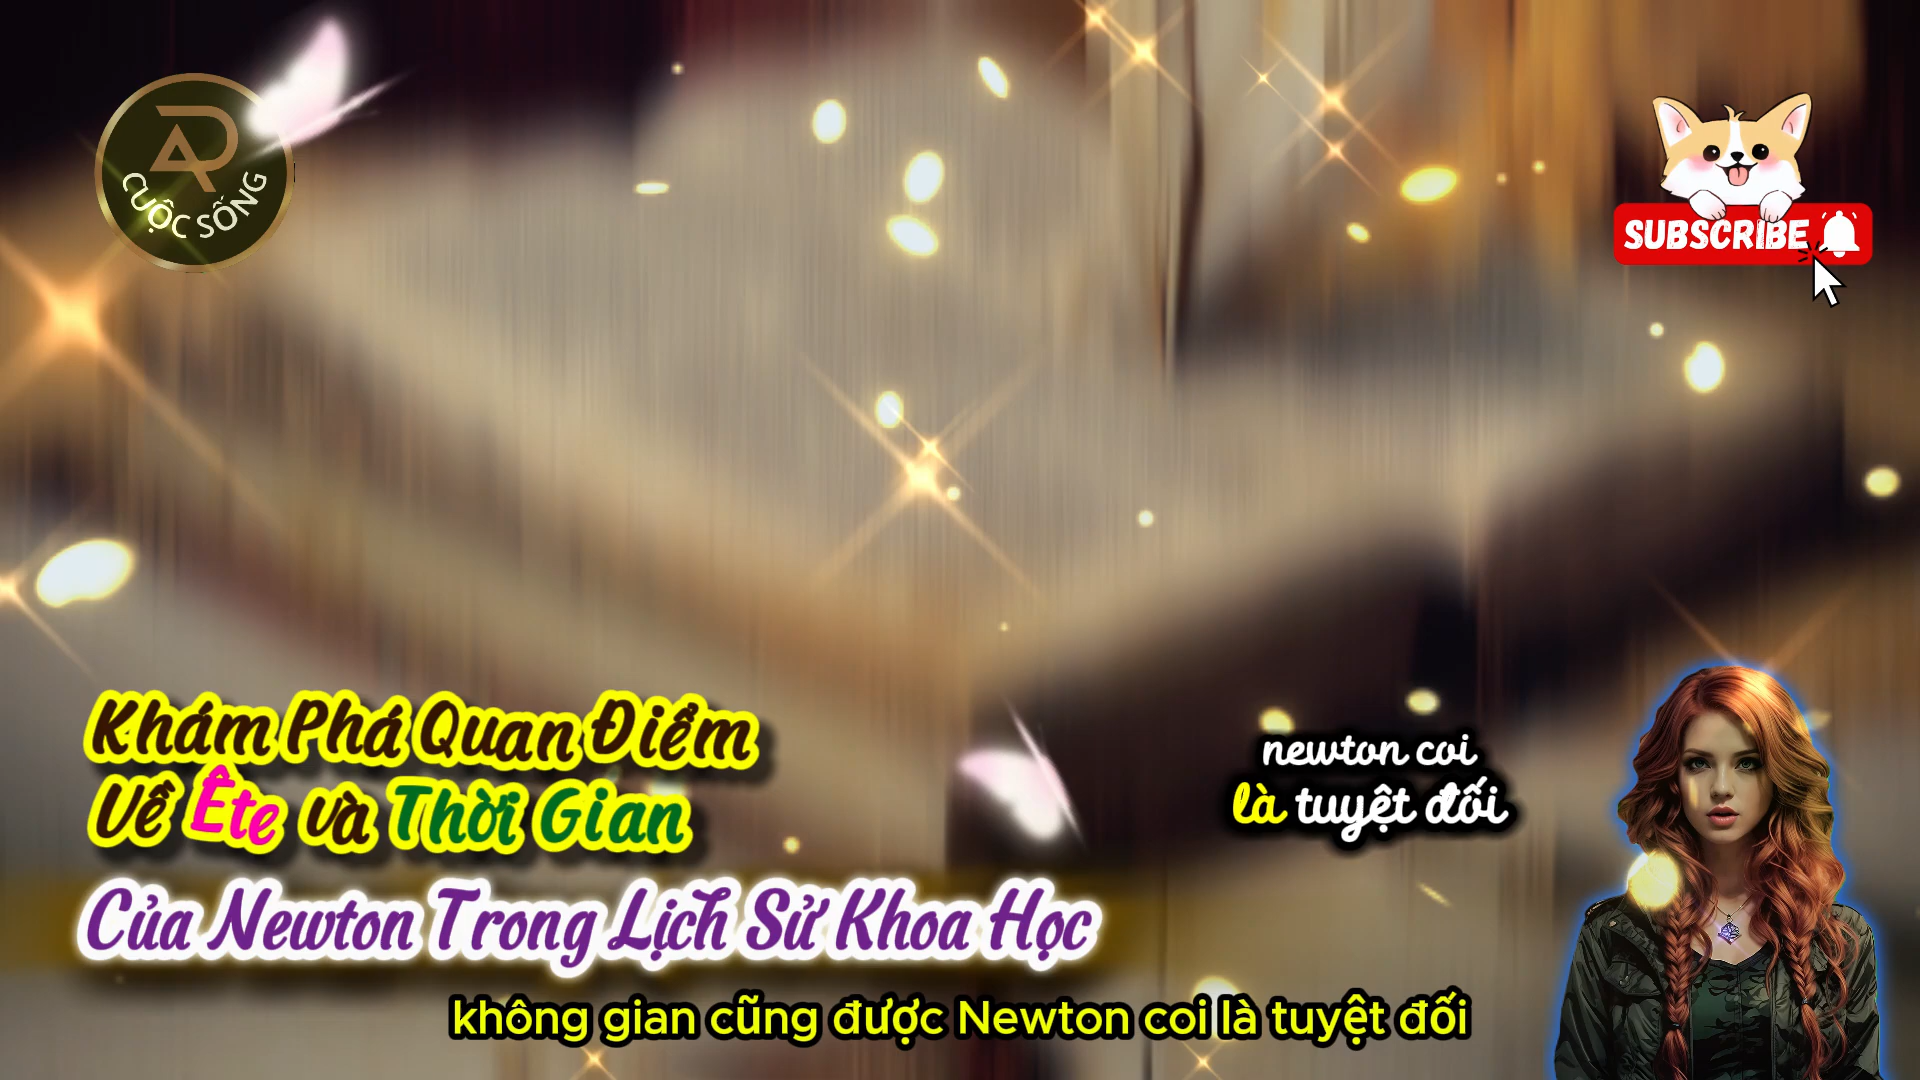 CUỘC SỐNG
SUBSCRIBE
Khám Phá Quan Điểm
Về Ête và Thời Gian
Của Newton Trong Lịch Sử Khoa Học
newton coi
là tuyệt đối
không gian cũng được Newton coi là tuyệt đối